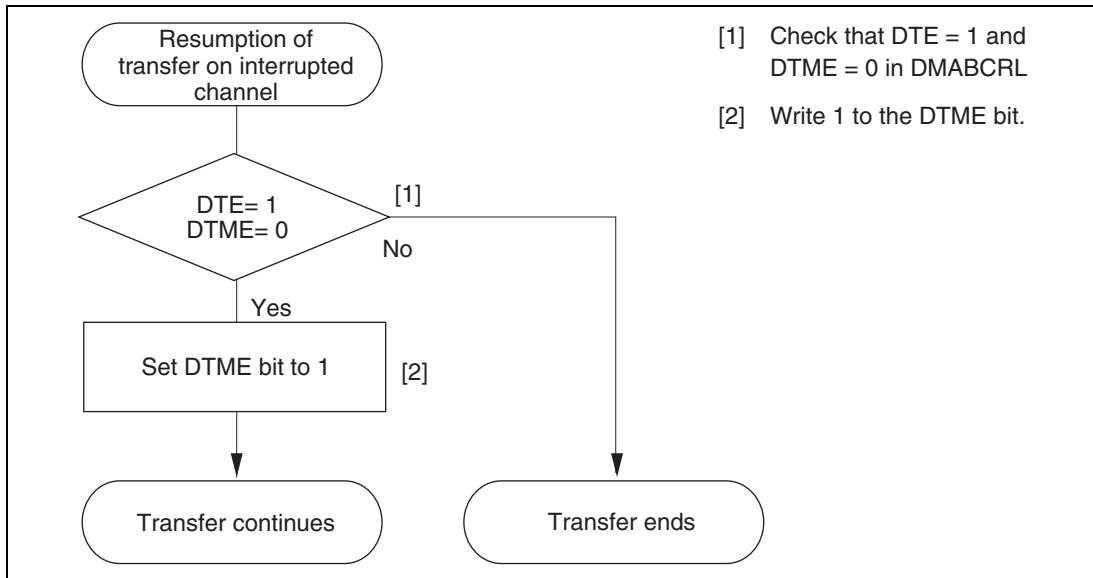 Resumption of
transfer on interrupted
channel
[1] Check that DTE = 1 and
DTME = 0 in DMABCRL
[2] Write 1 to the DTME bit.
DTE= 1
DTME= 0
[1]
No
Yes
Set DTME bit to 1
[2]
Transfer continues
Transfer ends